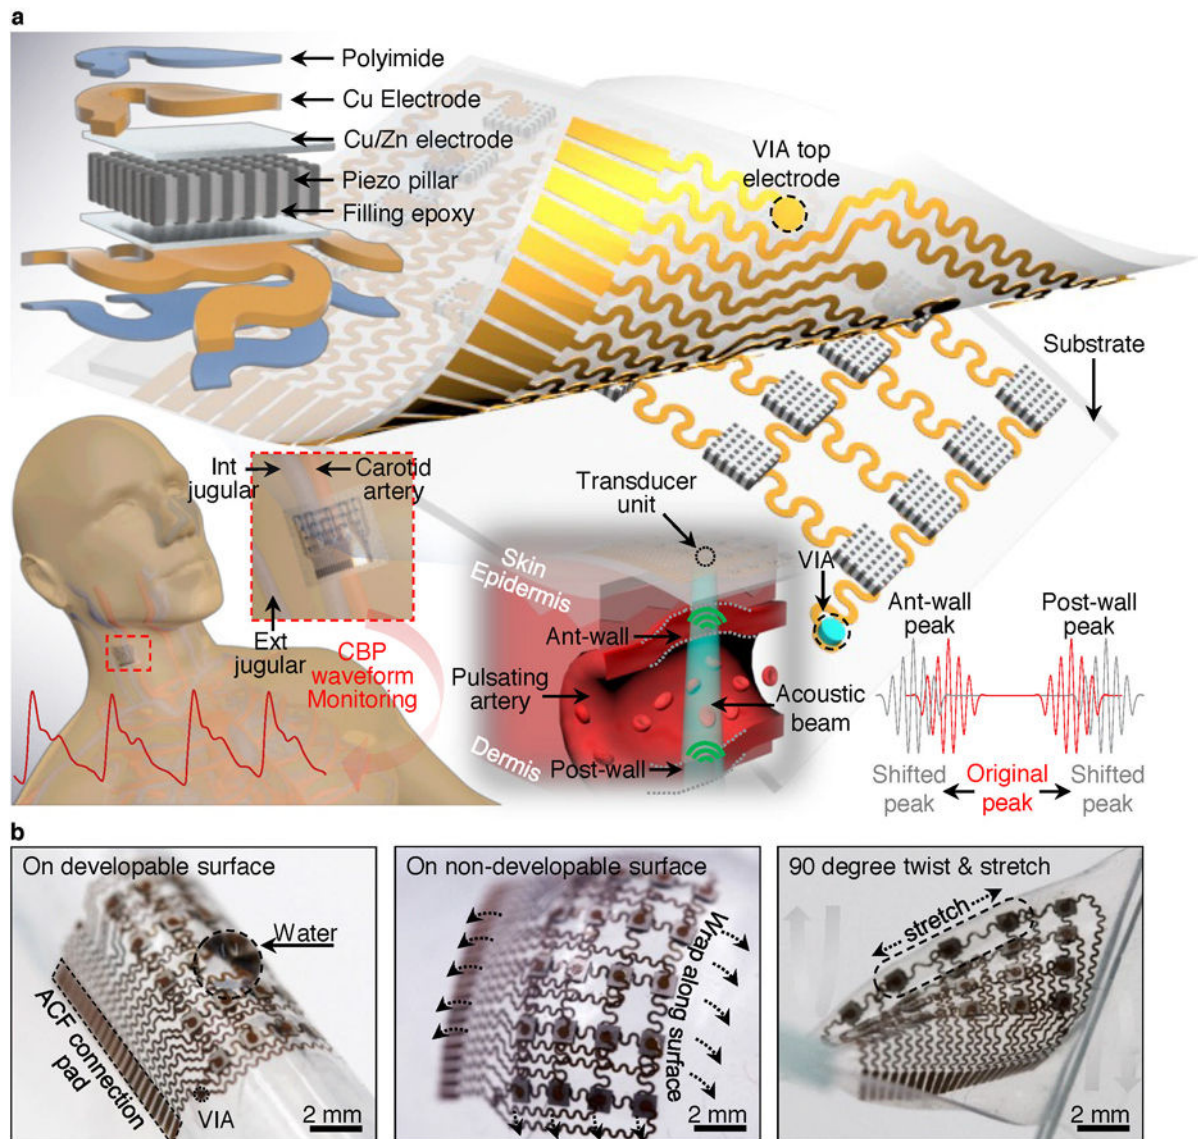 a
Polyimide
Cu Electrode
Cu/Zn electrode
Piezo pillar
Filling epoxy
VIA top
electrode
Substrate
Int
jugular
Carotid
artery
Ext
jugular
CBP
waveform
Monitoring
Transducer
unit
Skin
Epidermis
Ant-wall
Pulsating
artery
Dermis
Post-wall
Acoustic
beam
VIA
Ant-wall
peak
Post-wall
peak
Shifted
peak
Original
peak
Shifted
peak
b
On developable surface
Water
ACF connection
pad
VIA
2 mm
On non-developable surface
Wrap along surface
2 mm
90 degree twist & stretch
stretch
2 mm